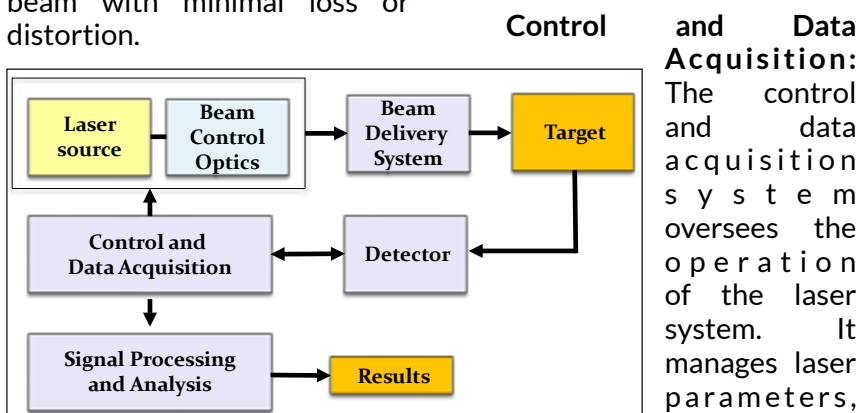 beam with minimal loss or
distortion.
Laser
source
Beam
Control
Optics
Beam
Delivery
System
Target
Control and
Data Acquisition
Detector
Signal Processing
and Analysis
Results
Control and Data
Acquisition:
The control
and data
acquisition
system
oversees the
operation
of the laser
system. It
manages laser
parameters,